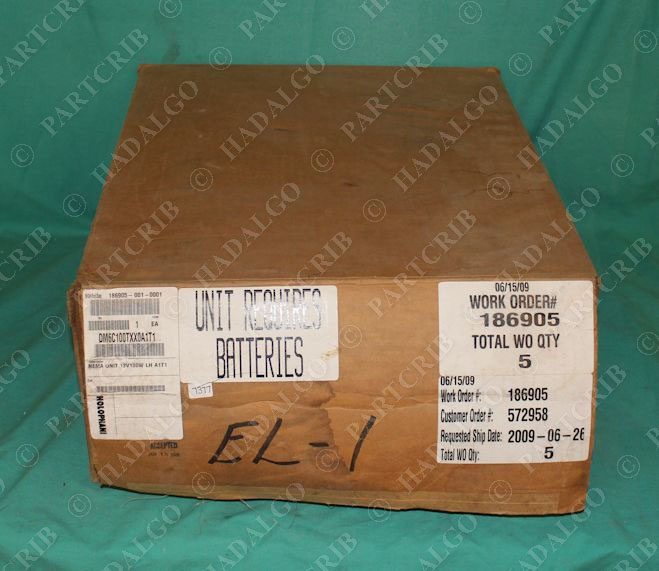 186905-001-0001
1 EA
DM6C100TXX0A1T1
NEMA UNIT 12V100W LH A1T1
HOLOPHANE
UNIT REQUIRES
BATTERIES
7377
ACCEPTED
EL-1
06/15/09
WORK ORDER#
186905
TOTAL WO QTY
5
06/15/09
Work Order #: 186905
Customer Order #: 572958
Requested Ship Date: 2009-06-26
Total WO Qty: 5
© PARTCRIB
HADALGO